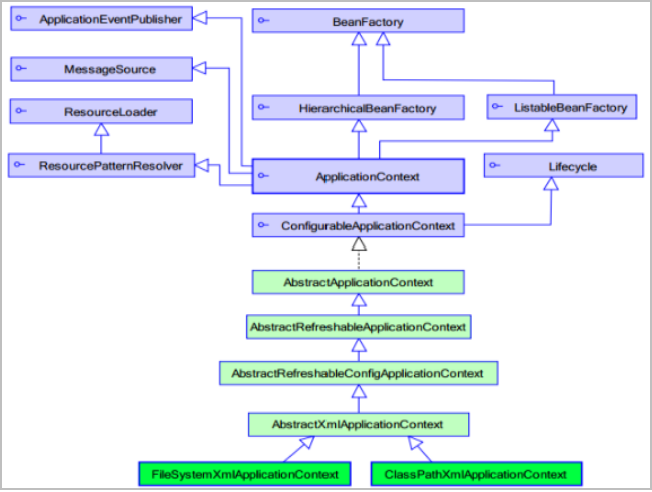 ApplicationEventPublisher
BeanFactory
MessageSource
ResourceLoader
HierarchicalBeanFactory
ListableBeanFactory
ResourcePatternResolver
ApplicationContext
Lifecycle
ConfigurableApplicationContext
AbstractApplicationContext
AbstractRefreshableApplicationContext
AbstractRefreshableConfigApplicationContext
AbstractXmlApplicationContext
FileSystemXmlApplicationContext
ClassPathXmlApplicationContext